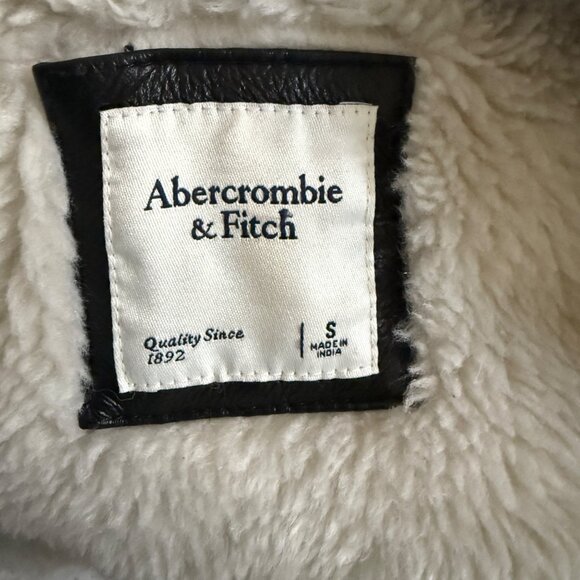 Abercrombie
& Fitch
Quality Since
1892
S
MADE IN
INDIA